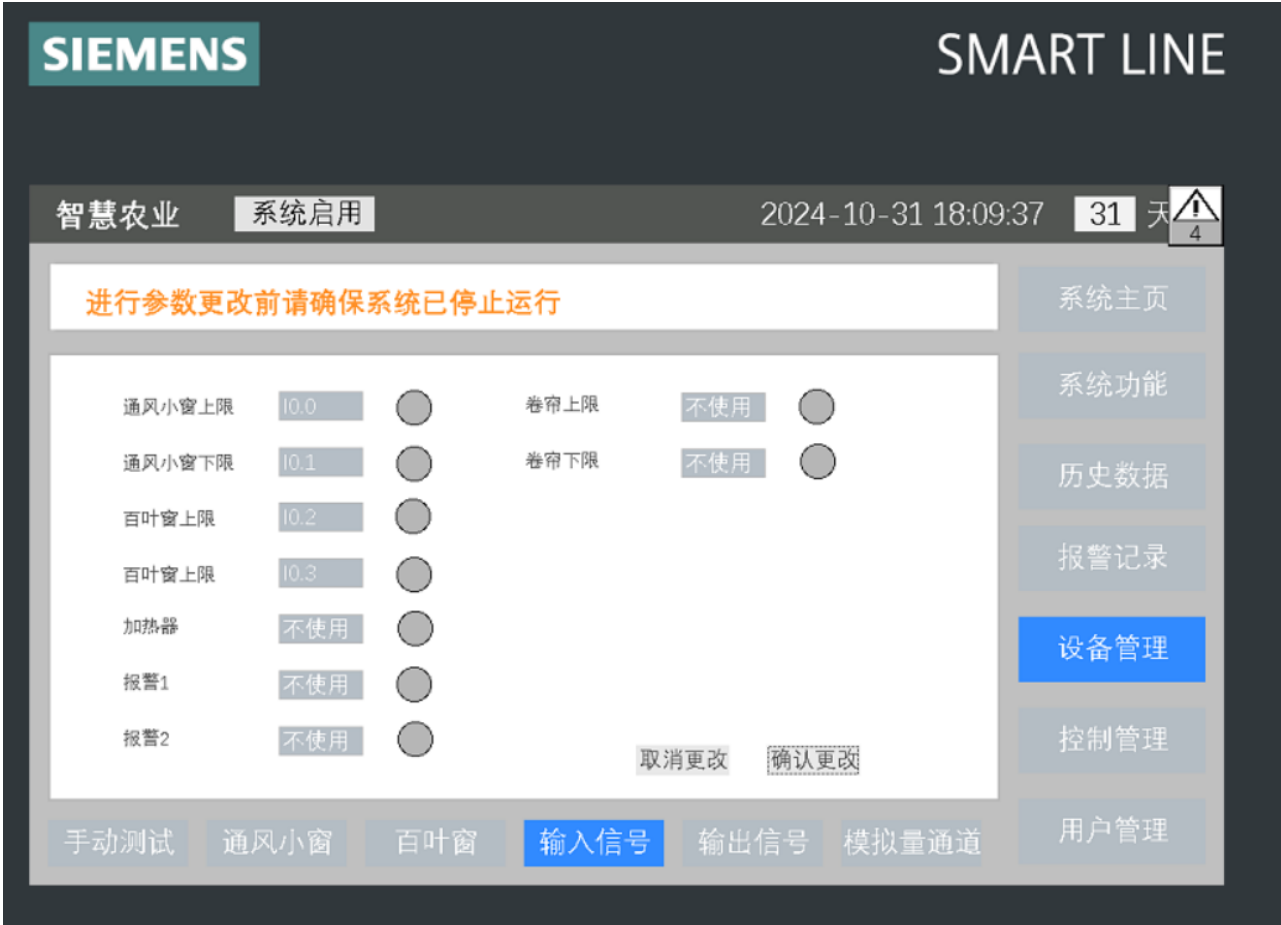 SIEMENS
SMART LINE
智慧农业 系统启用 2024-10-31 18:09:37 31 天
4
进行参数更改前请确保系统已停止运行
系统主页
系统功能
历史数据
报警记录
设备管理
控制管理
用户管理
通风小窗上限 I0.0 卷帘上限 不使用
通风小窗下限 I0.1 卷帘下限 不使用
百叶窗上限 I0.2
百叶窗上限 I0.3
加热器 不使用
报警1 不使用
报警2 不使用
取消更改 确认更改
手动测试 通风小窗 百叶窗 输入信号 输出信号 模拟量通道